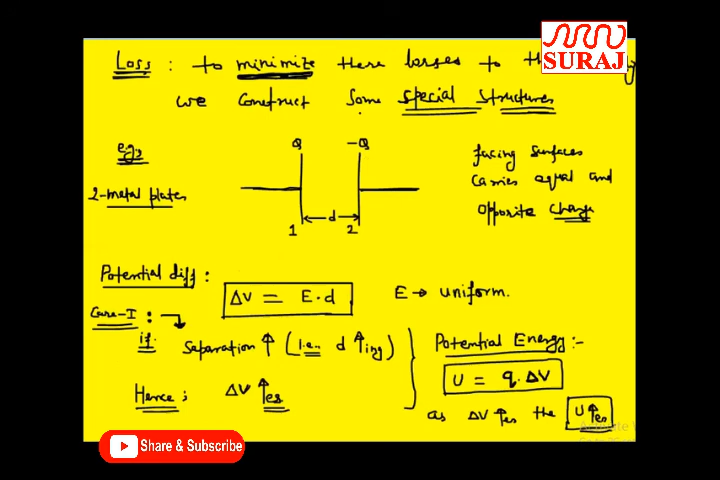 SURAJ
Loss : to minimize these losses to th
we construct some special structures
egs
Q -Q
2-metal plates
facing surfaces
carries equal and
opposite charge
d
1 2
Potential diff :
ΔV = E·d
E → uniform.
Case-I :
if Separation ↑ (i.e. d ↑ing)
Hence ; ΔV ↑es
Potential Energy :-
U = q·ΔV
as ΔV ↑es the U ↑es
Share & Subscribe